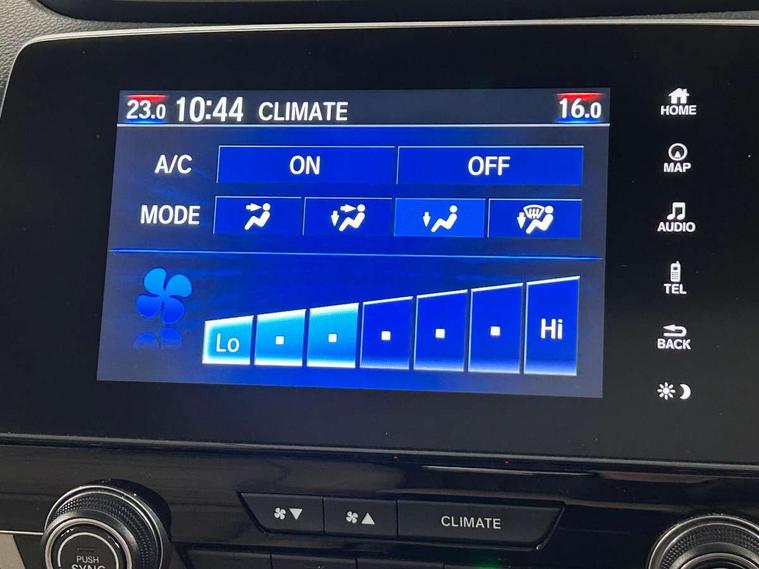 23.0 10:44 CLIMATE 16.0
A/C ON OFF
MODE
Lo Hi
HOME
MAP
AUDIO
TEL
BACK
CLIMATE
PUSH
SYNC